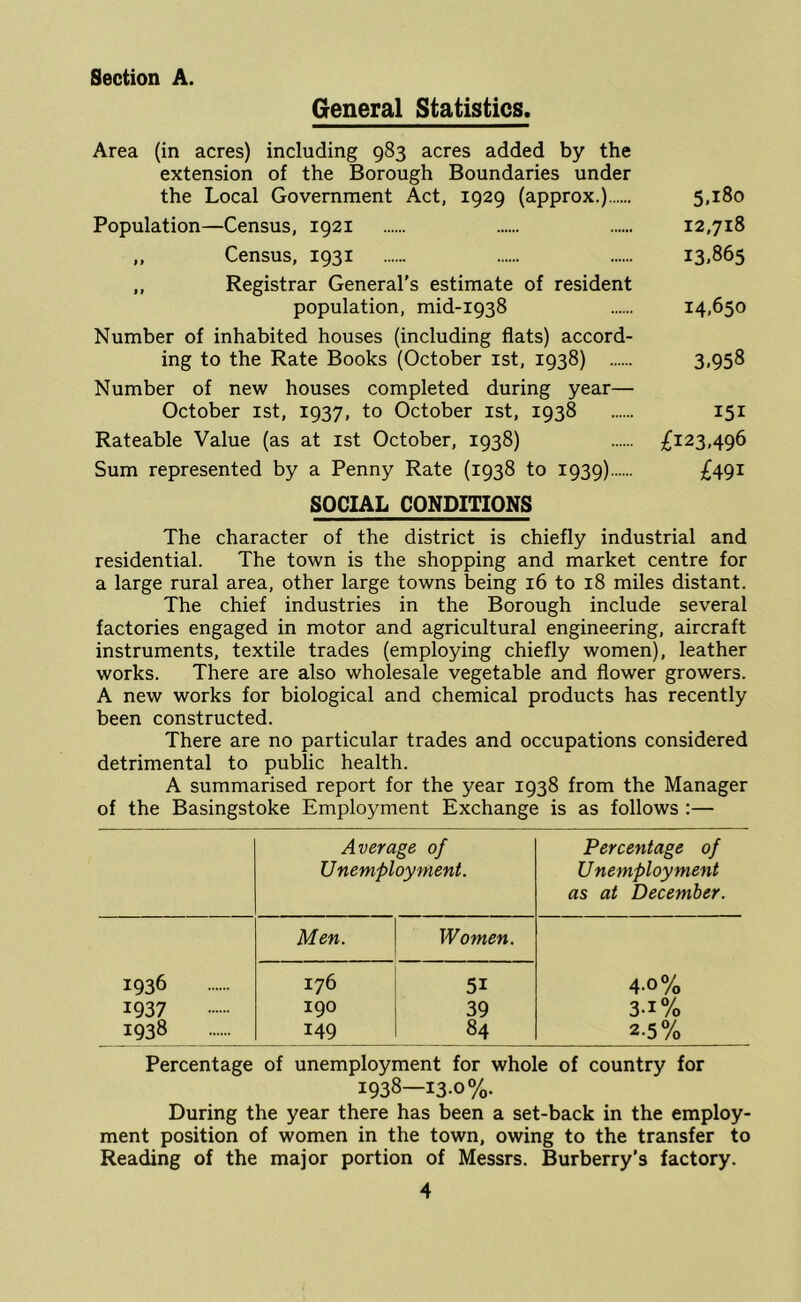 Section A.
General Statistics.
Area (in acres) including 983 acres added by the
extension of the Borough Boundaries under
the Local Government Act, 1929 (approx.)...... 5,180
Population—Census, 1921 ...... ...... ...... 12,718
,, Census, 1931 ...... ...... ...... 13,865
,, Registrar General's estimate of resident
population, mid-1938 ...... 14,650
Number of inhabited houses (including flats) accord-
ing to the Rate Books (October 1st, 1938) ...... 3,958
Number of new houses completed during year—
October 1st, 1937, to October 1st, 1938 ...... 151
Rateable Value (as at 1st October, 1938) ...... £123,496
Sum represented by a Penny Rate (1938 to 1939)...... £491
SOCIAL CONDITIONS
The character of the district is chiefly industrial and
residential. The town is the shopping and market centre for
a large rural area, other large towns being 16 to 18 miles distant.
The chief industries in the Borough include several
factories engaged in motor and agricultural engineering, aircraft
instruments, textile trades (employing chiefly women), leather
works. There are also wholesale vegetable and flower growers.
A new works for biological and chemical products has recently
been constructed.
There are no particular trades and occupations considered
detrimental to public health.
A summarised report for the year 1938 from the Manager
of the Basingstoke Employment Exchange is as follows :—
Average of Percentage of
Unemployment. Unemployment
as at December.
Men. Women.
1936 ...... 176 51 4.0%
1937 ...... 190 39 3.1%
1938 ...... 149 84 2.5%
Percentage of unemployment for whole of country for
1938—13.0%.
During the year there has been a set-back in the employ-
ment position of women in the town, owing to the transfer to
Reading of the major portion of Messrs. Burberry's factory.
4